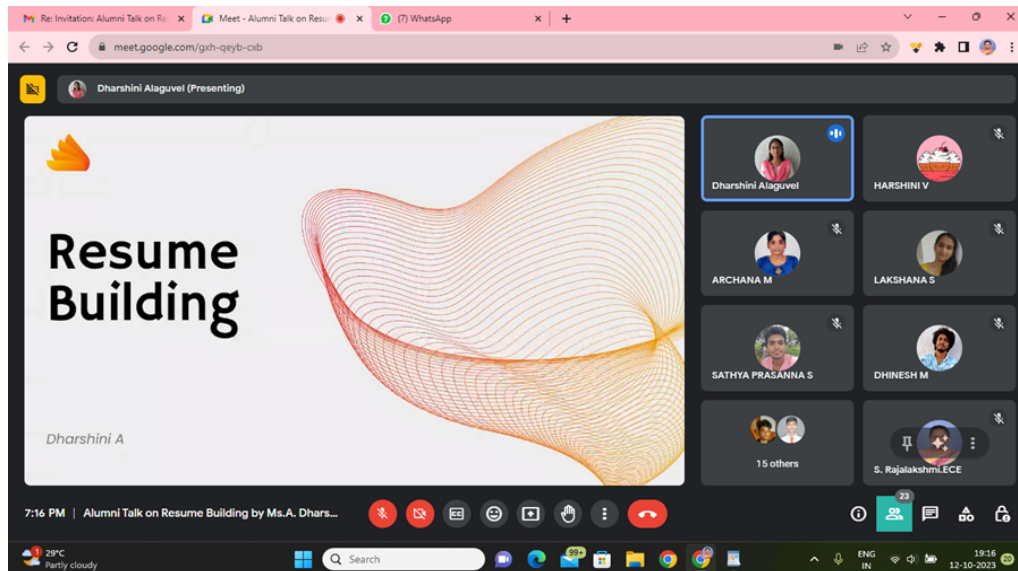 Re: Invitation: Alumni Talk on Re
Meet - Alumni Talk on Resu
(7) WhatsApp
meet.google.com/gxh-qeyb-cxb
Dharshini Alaguvel (Presenting)
Resume
Building
Dharshini A
Dharshini Alaguvel
HARSHINI V
ARCHANA M
LAKSHANA S
SATHYA PRASANNA S
DHINESH M
15 others
S. Rajalakshmi.ECE
7:16 PM | Alumni Talk on Resume Building by Ms.A. Dhars...
23
1
29°C
Partly cloudy
Search
99+
ENG
IN
19:16
12-10-2023
20